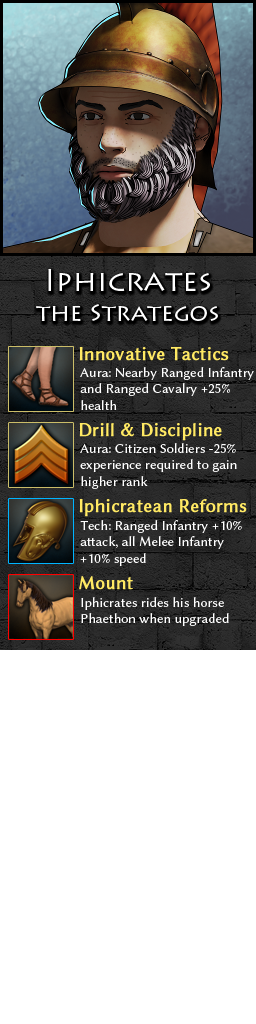 Iphicrates
the Strategos
Innovative Tactics
Aura: Nearby Ranged Infantry
and Ranged Cavalry +25%
health
Drill & Discipline
Aura: Citizen Soldiers -25%
experience required to gain
higher rank
Iphicratean Reforms
Tech: Ranged Infantry +10%
attack, all Melee Infantry
+10% speed
Mount
Iphicrates rides his horse
Phaethon when upgraded